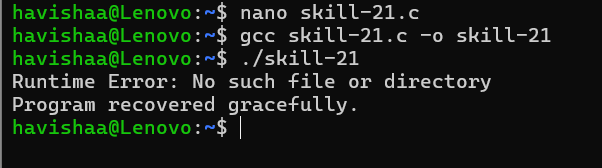 havishaa@Lenovo:~$ nano skill-21.c
havishaa@Lenovo:~$ gcc skill-21.c -o skill-21
havishaa@Lenovo:~$ ./skill-21
Runtime Error: No such file or directory
Program recovered gracefully.
havishaa@Lenovo:~$